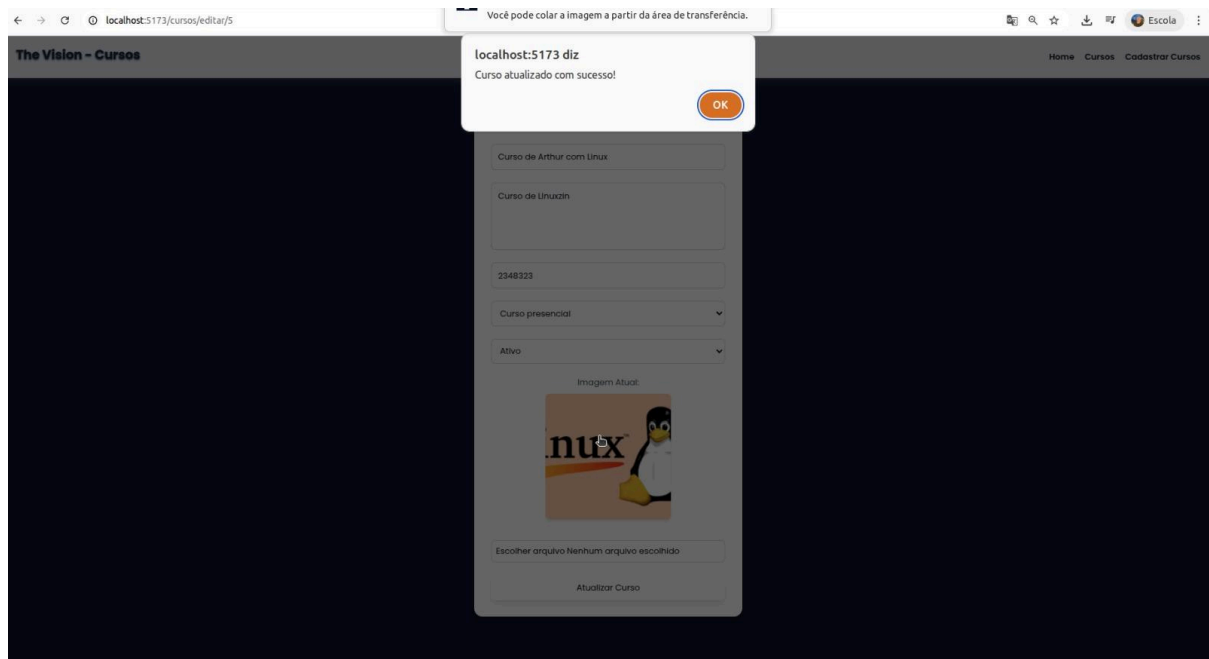 localhost:5173/cursos/editar/5
Você pode colar a imagem a partir da área de transferência.
Escola
The Vision - Cursos
Home Cursos Cadastrar Cursos
localhost:5173 diz
Curso atualizado com sucesso!
OK
Curso de Arthur com Linux
Curso de Linuxzin
2348323
Curso presencial
Ativo
Imagem Atual:
inux
Escolher arquivo Nenhum arquivo escolhido
Atualizar Curso